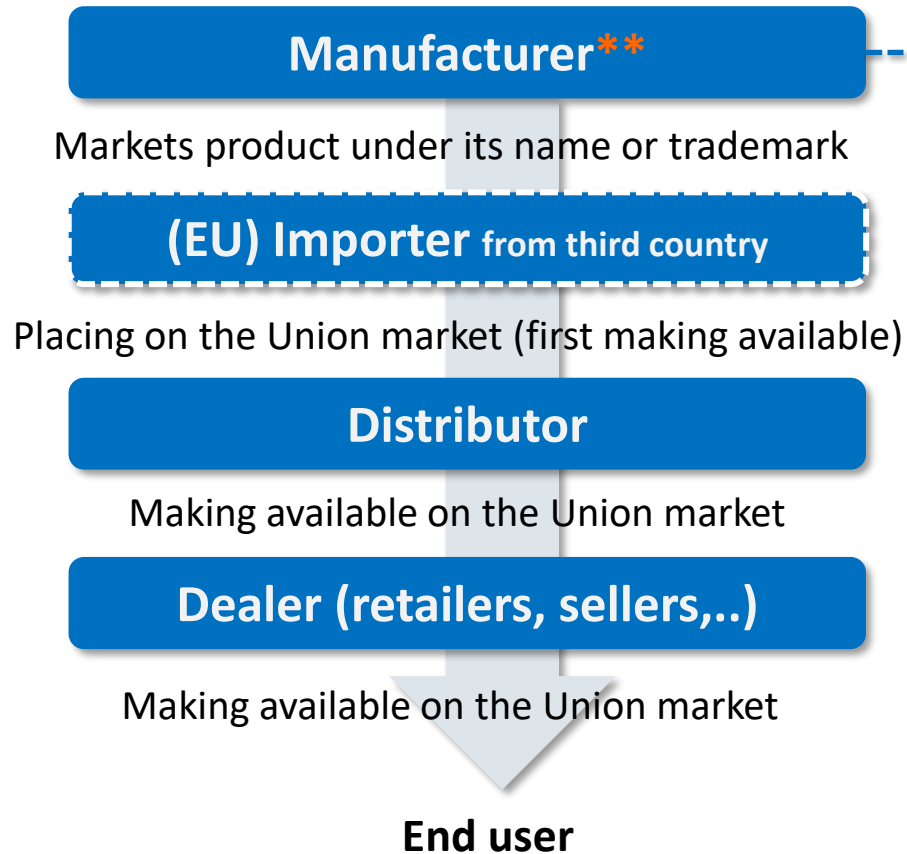 Manufacturer**
Markets product under its name or trademark
(EU) Importer from third country
Placing on the Union market (first making available)
Distributor
Making available on the Union market
Dealer (retailers, sellers,..)
Making available on the Union market
End user